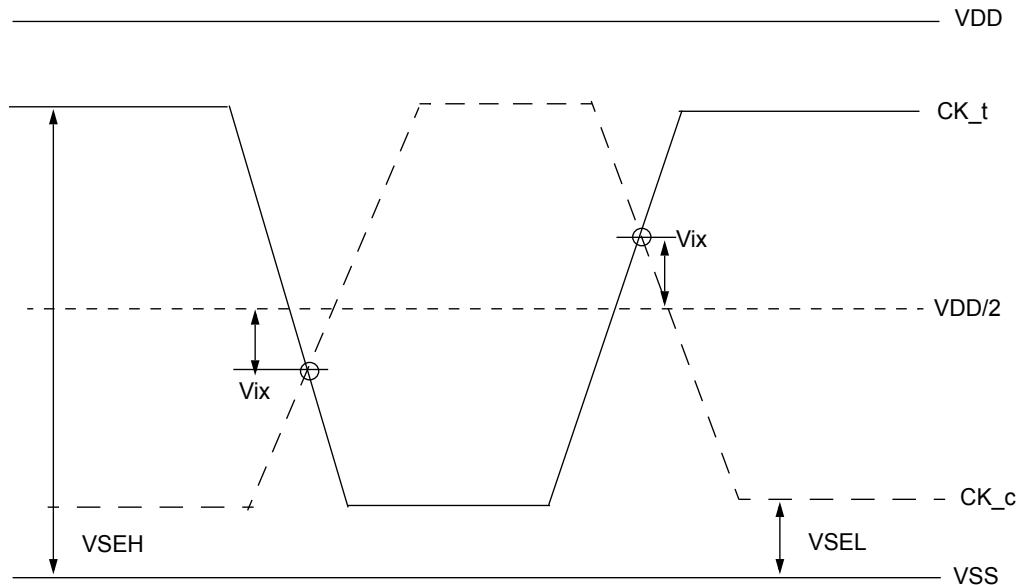 VDD
CK_t
Vix
VDD/2
Vix
CK_c
VSEH
VSEL
VSS